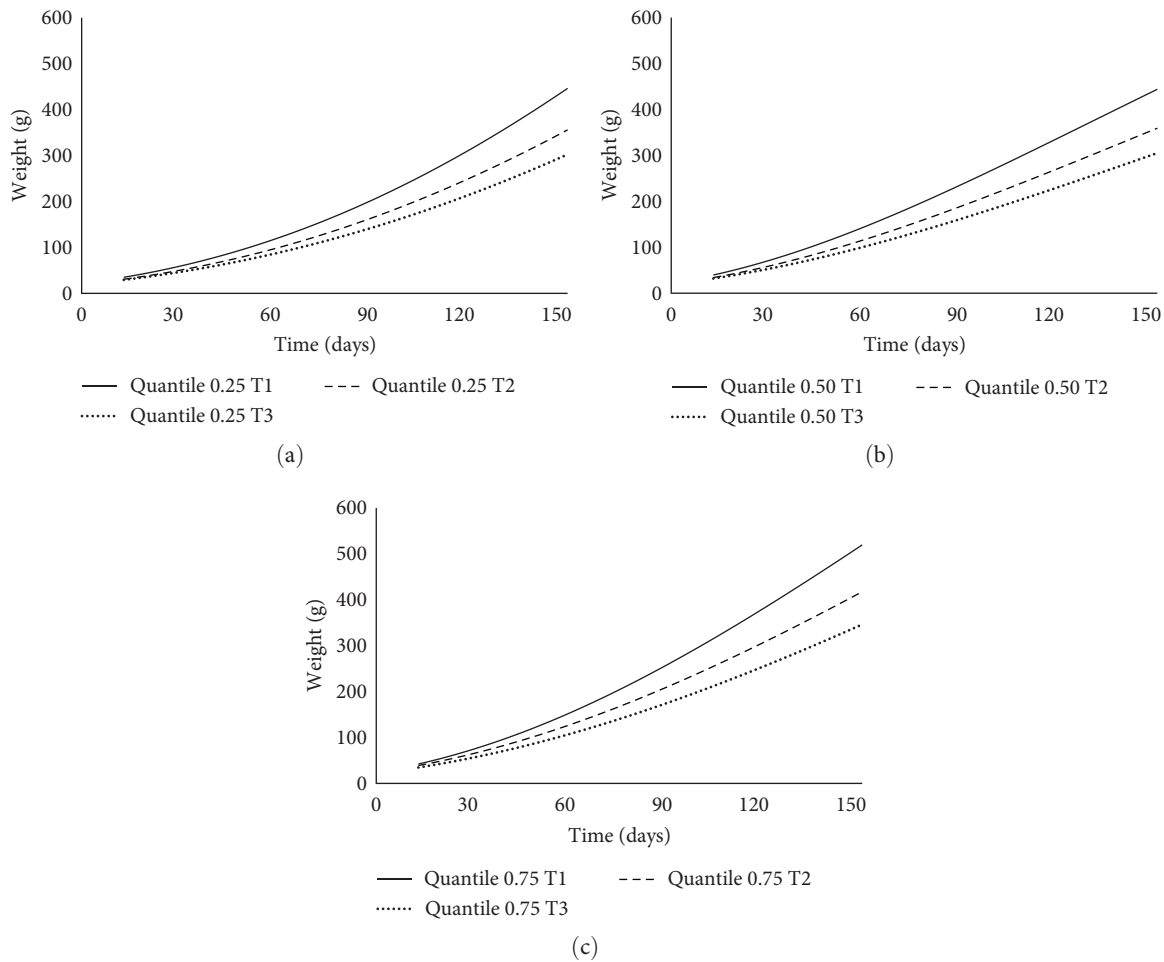 600
500
400
300
200
100
0
Weight (g)
0 30 60 90 120 150
Time (days)
Quantile 0.25 T1 Quantile 0.25 T2
Quantile 0.25 T3
(a)
600
500
400
300
200
100
0
Weight (g)
0 30 60 90 120 150
Time (days)
Quantile 0.50 T1 Quantile 0.50 T2
Quantile 0.50 T3
(b)
600
500
400
300
200
100
0
Weight (g)
0 30 60 90 120 150
Time (days)
Quantile 0.75 T1 Quantile 0.75 T2
Quantile 0.75 T3
(c)